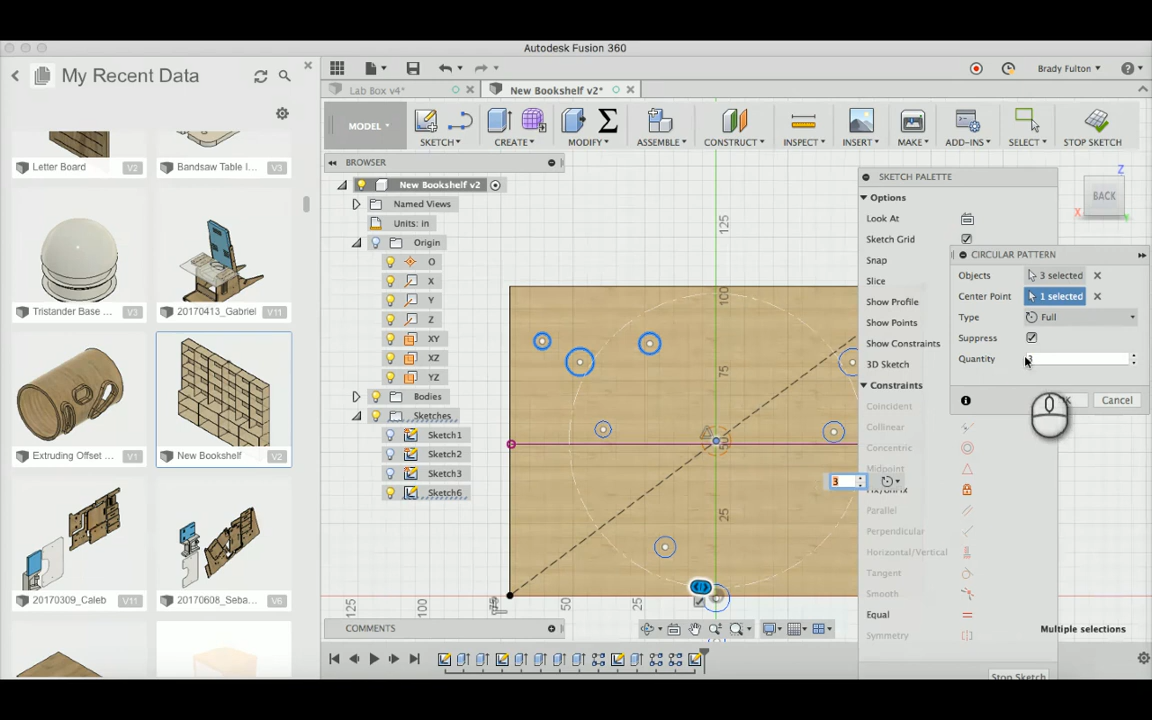 Autodesk Fusion 360
My Recent Data
Brady Fulton
Lab Box v4*
New Bookshelf v2*
MODEL
SKETCH
CREATE
MODIFY
ASSEMBLE
CONSTRUCT
INSPECT
INSERT
MAKE
ADD-INS
SELECT
STOP SKETCH
Letter Board
V2
Bandsaw Table I...
V3
Tristander Base ...
V3
20170413_Gabriel
V11
Extruding Offset ...
V1
New Bookshelf
V2
20170309_Caleb
V11
20170608_Seba...
V6
BROWSER
New Bookshelf v2
Named Views
Units: in
Origin
O
X
Y
Z
XY
XZ
YZ
Bodies
Sketches
Sketch1
Sketch2
Sketch3
Sketch6
125
100
75
50
25
125
100
75
50
25
3
Z
BACK
X
Y
SKETCH PALETTE
Options
Look At
Sketch Grid
Snap
Slice
Show Profile
Show Points
Show Constraints
3D Sketch
Constraints
Coincident
Collinear
Concentric
Midpoint
Fix/Unfix
Parallel
Perpendicular
Horizontal/Vertical
Tangent
Smooth
Equal
Symmetry
Stop Sketch
CIRCULAR PATTERN
Objects
3 selected
Center Point
1 selected
Type
Full
Suppress
Quantity
Cancel
Multiple selections
COMMENTS